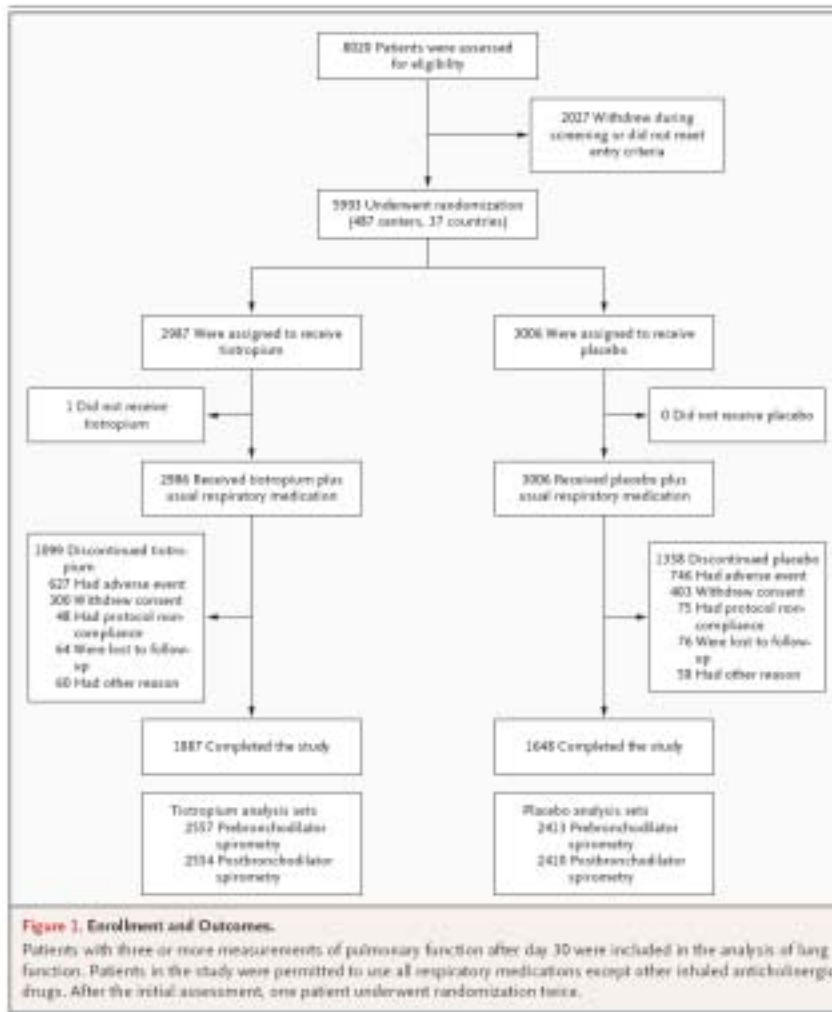 8020 Patients were assessed
for eligibility
2027 Withdrew during
screening or did not meet
entry criteria
5993 Underwent randomization
(487 centers, 37 countries)
2987 Were assigned to receive
tiotropium
3006 Were assigned to receive
placebo
1 Did not receive
tiotropium
0 Did not receive placebo
2986 Received tiotropium plus
usual respiratory medication
3006 Received placebo plus
usual respiratory medication
1099 Discontinued tiotro-
pium
627 Had adverse event
300 Withdrew consent
48 Had protocol non-
compliance
64 Were lost to follow-
up
60 Had other reason
1358 Discontinued placebo
746 Had adverse event
403 Withdrew consent
75 Had protocol non-
compliance
76 Were lost to follow-
up
58 Had other reason
1887 Completed the study
1648 Completed the study
Tiotropium analysis sets
2557 Prebronchodilator
spirometry
2554 Postbronchodilator
spirometry
Placebo analysis sets
2413 Prebronchodilator
spirometry
2410 Postbronchodilator
spirometry
Figure 1. Enrollment and Outcomes.
Patients with three or more measurements of pulmonary function after day 30 were included in the analysis of lung
function. Patients in the study were permitted to use all respiratory medications except other inhaled anticholinergic
drugs. After the initial assessment, one patient underwent randomization twice.